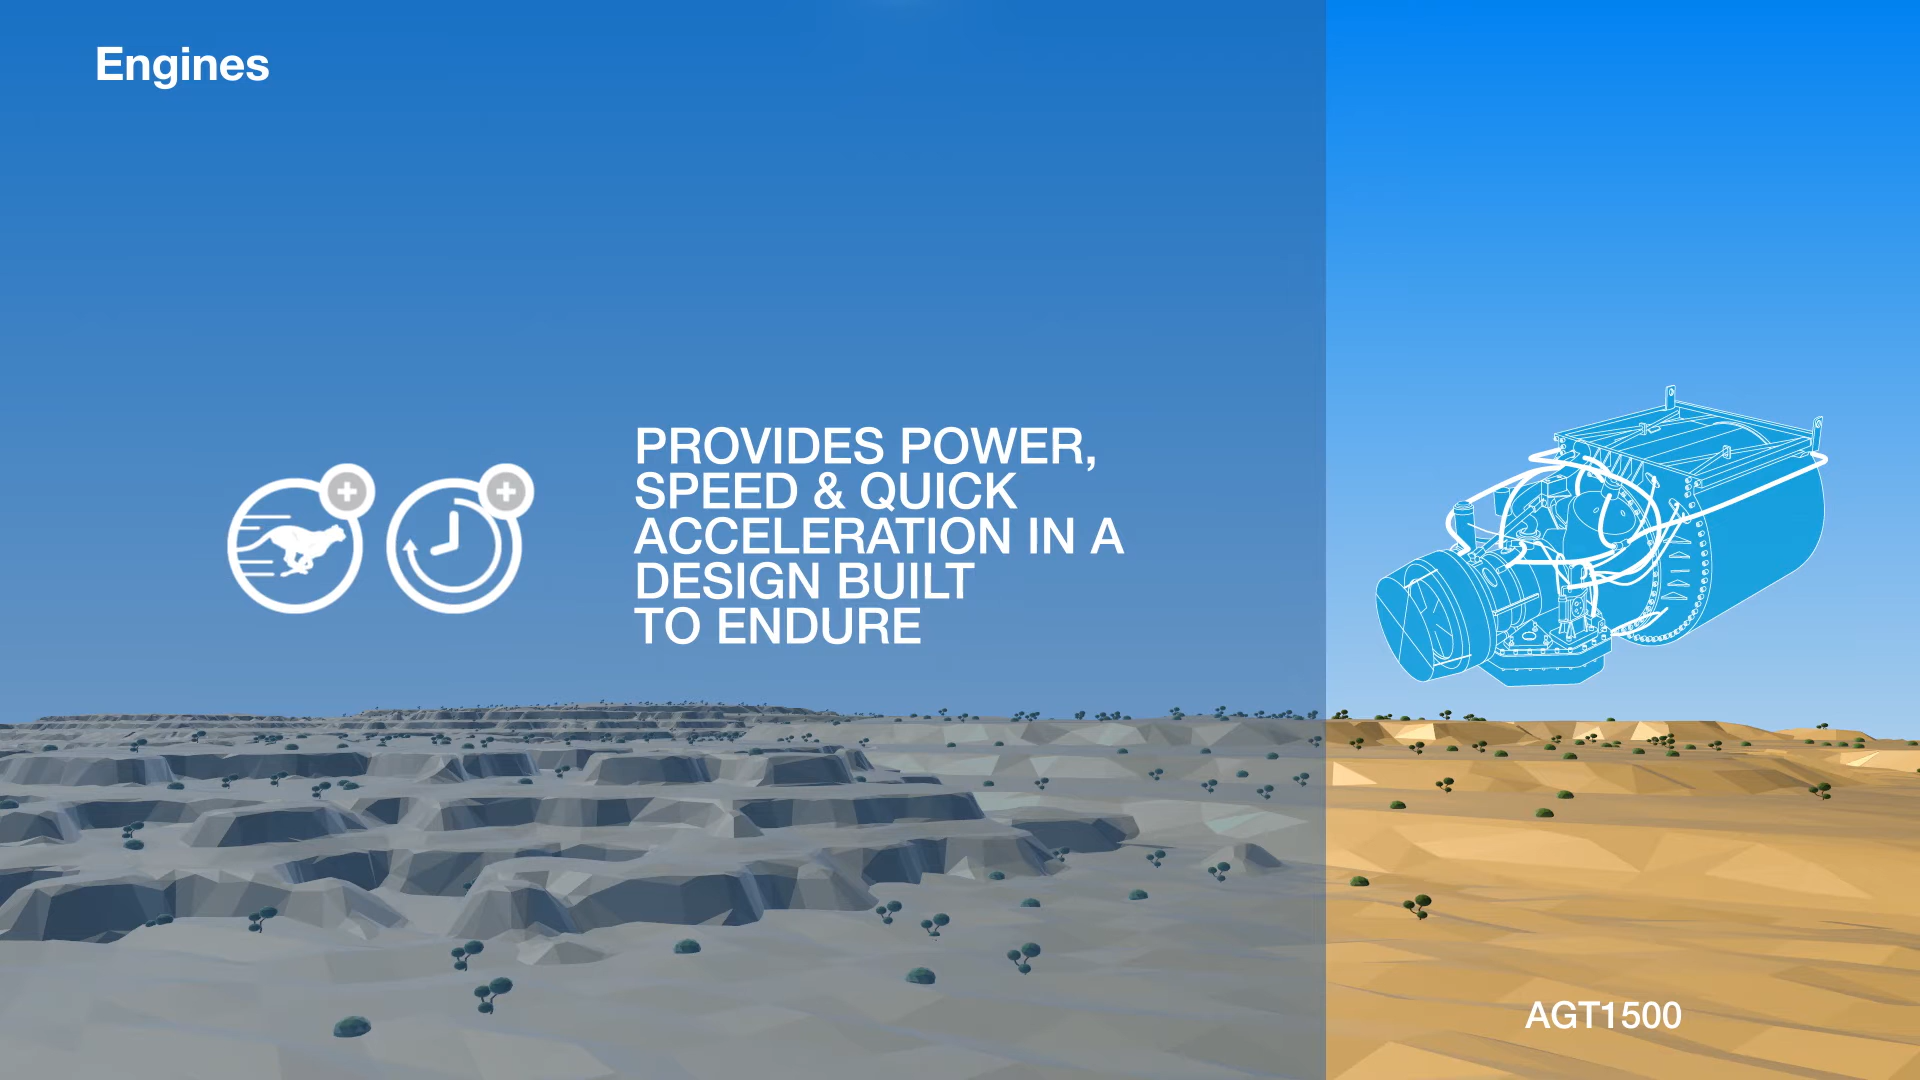 Engines
PROVIDES POWER,
SPEED & QUICK
ACCELERATION IN A
DESIGN BUILT
TO ENDURE
AGT1500